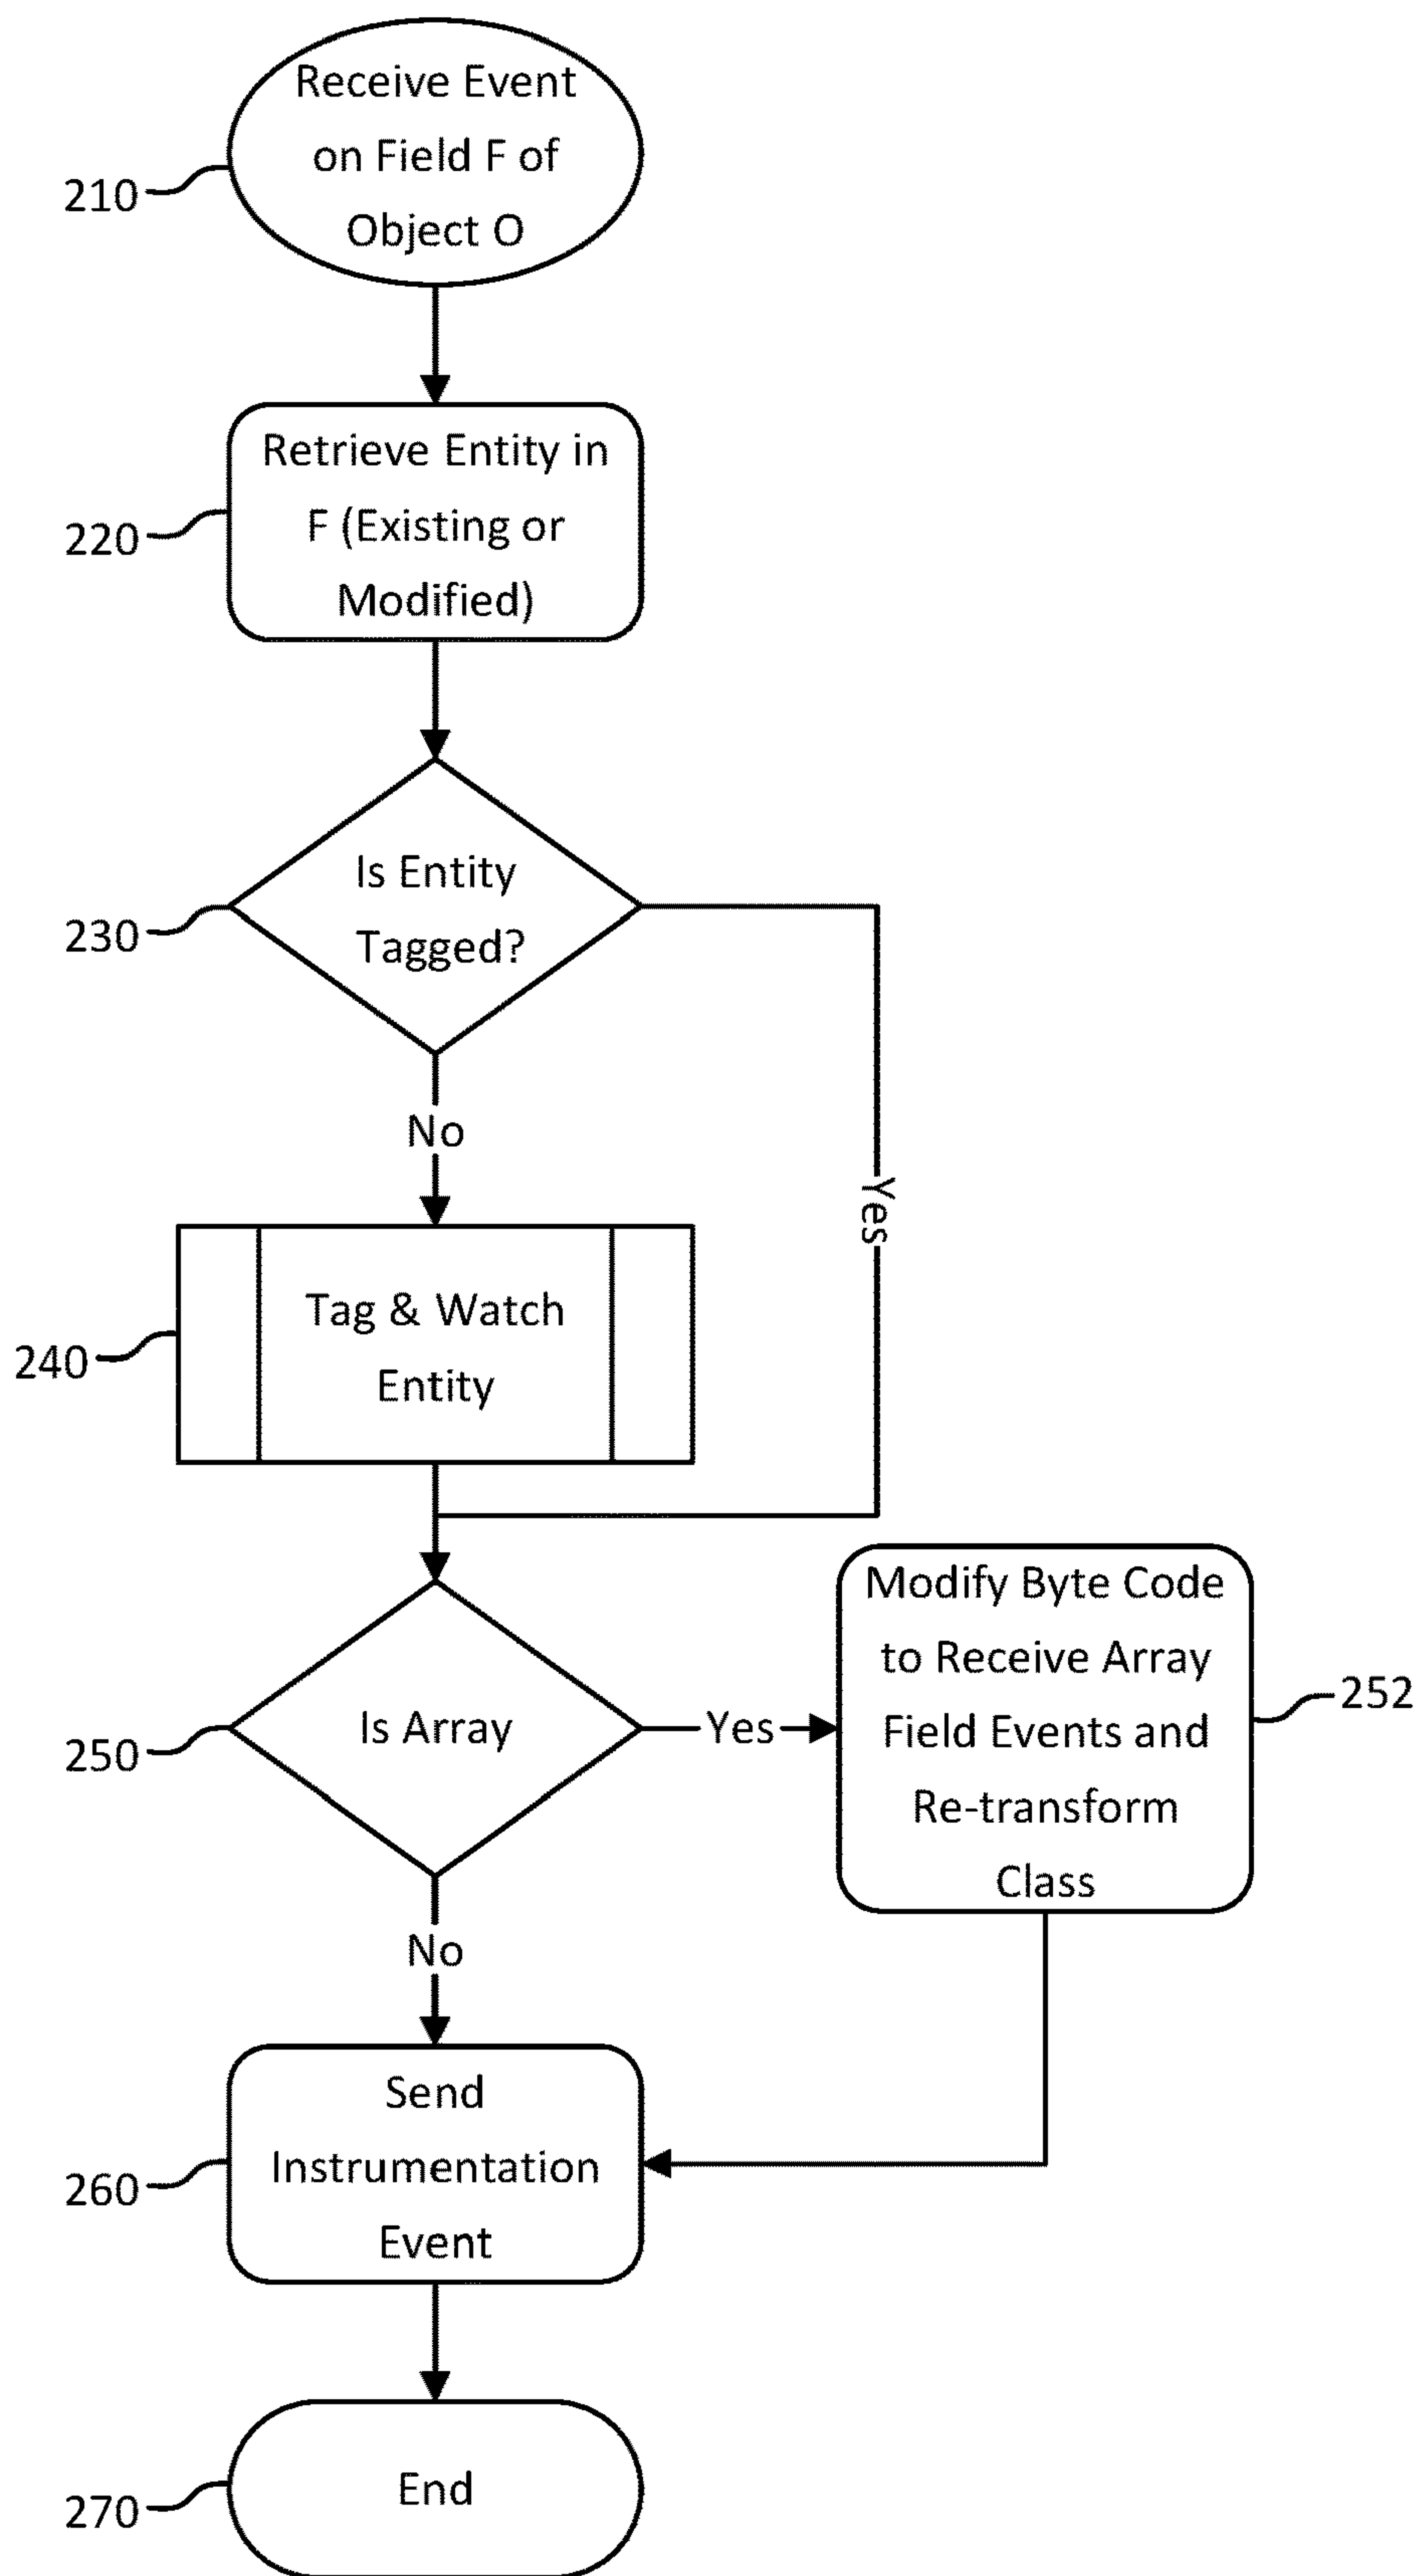 Receive Event
on Field F of
Object O
210
Retrieve Entity in
F (Existing or
Modified)
220
Is Entity
Tagged?
230
No
Yes
Tag & Watch
Entity
240
Is Array
250
Yes
Modify Byte Code
to Receive Array
Field Events and
Re-transform
Class
252
No
Send
Instrumentation
Event
260
End
270